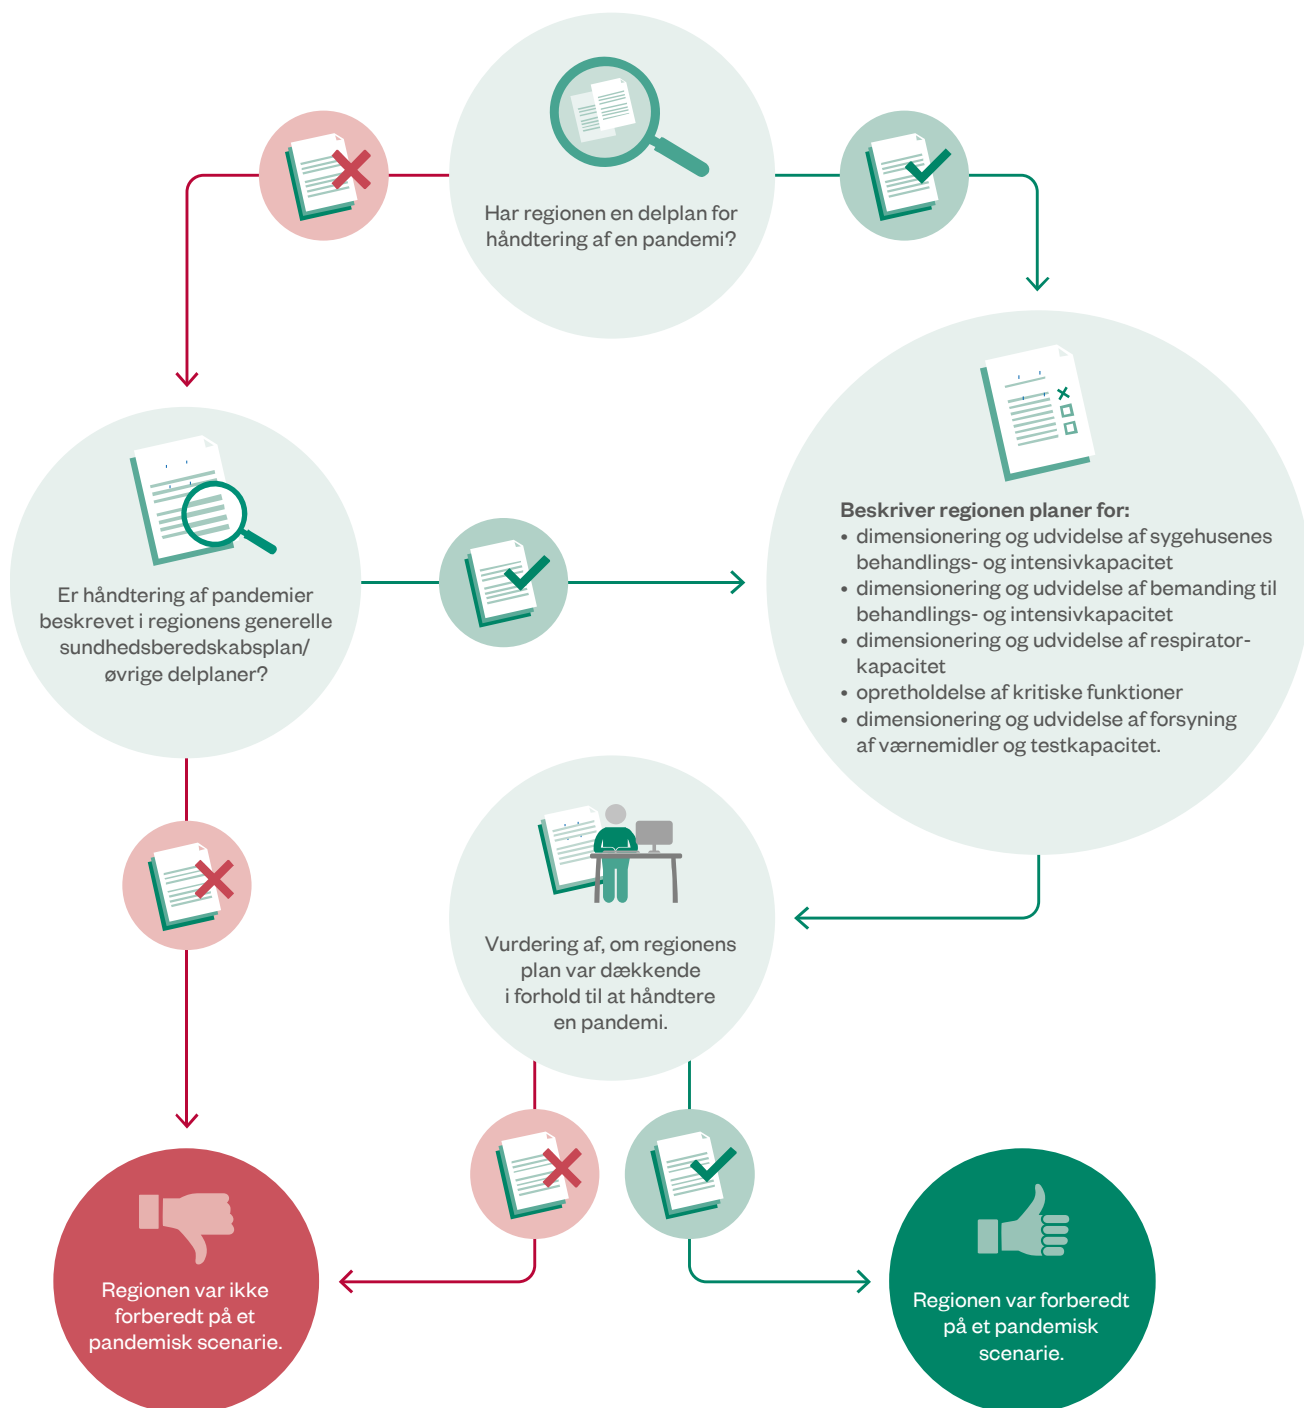 Har regionen en delplan for
håndtering af en pandemi?
Er håndtering af pandemier
beskrevet i regionens generelle
sundhedsberedskabsplan/
øvrige delplaner?
Beskriver regionen planer for:
• dimensionering og udvidelse af sygehusenes
behandlings- og intensivkapacitet
• dimensionering og udvidelse af bemanding til
behandlings- og intensivkapacitet
• dimensionering og udvidelse af respirator-
kapacitet
• opretholdelse af kritiske funktioner
• dimensionering og udvidelse af forsyning
af værnemidler og testkapacitet.
Vurdering af, om regionens
plan var dækkende
i forhold til at håndtere
en pandemi.
Regionen var ikke
forberedt på et
pandemisk scenarie.
Regionen var forberedt
på et pandemisk
scenarie.